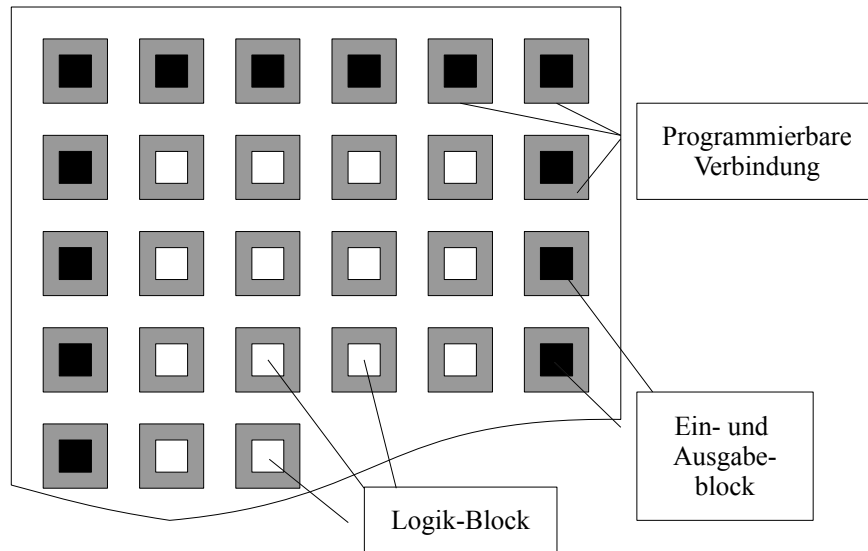 Programmierbare
Verbindung
Ein- und
Ausgabe-
block
Logik-Block